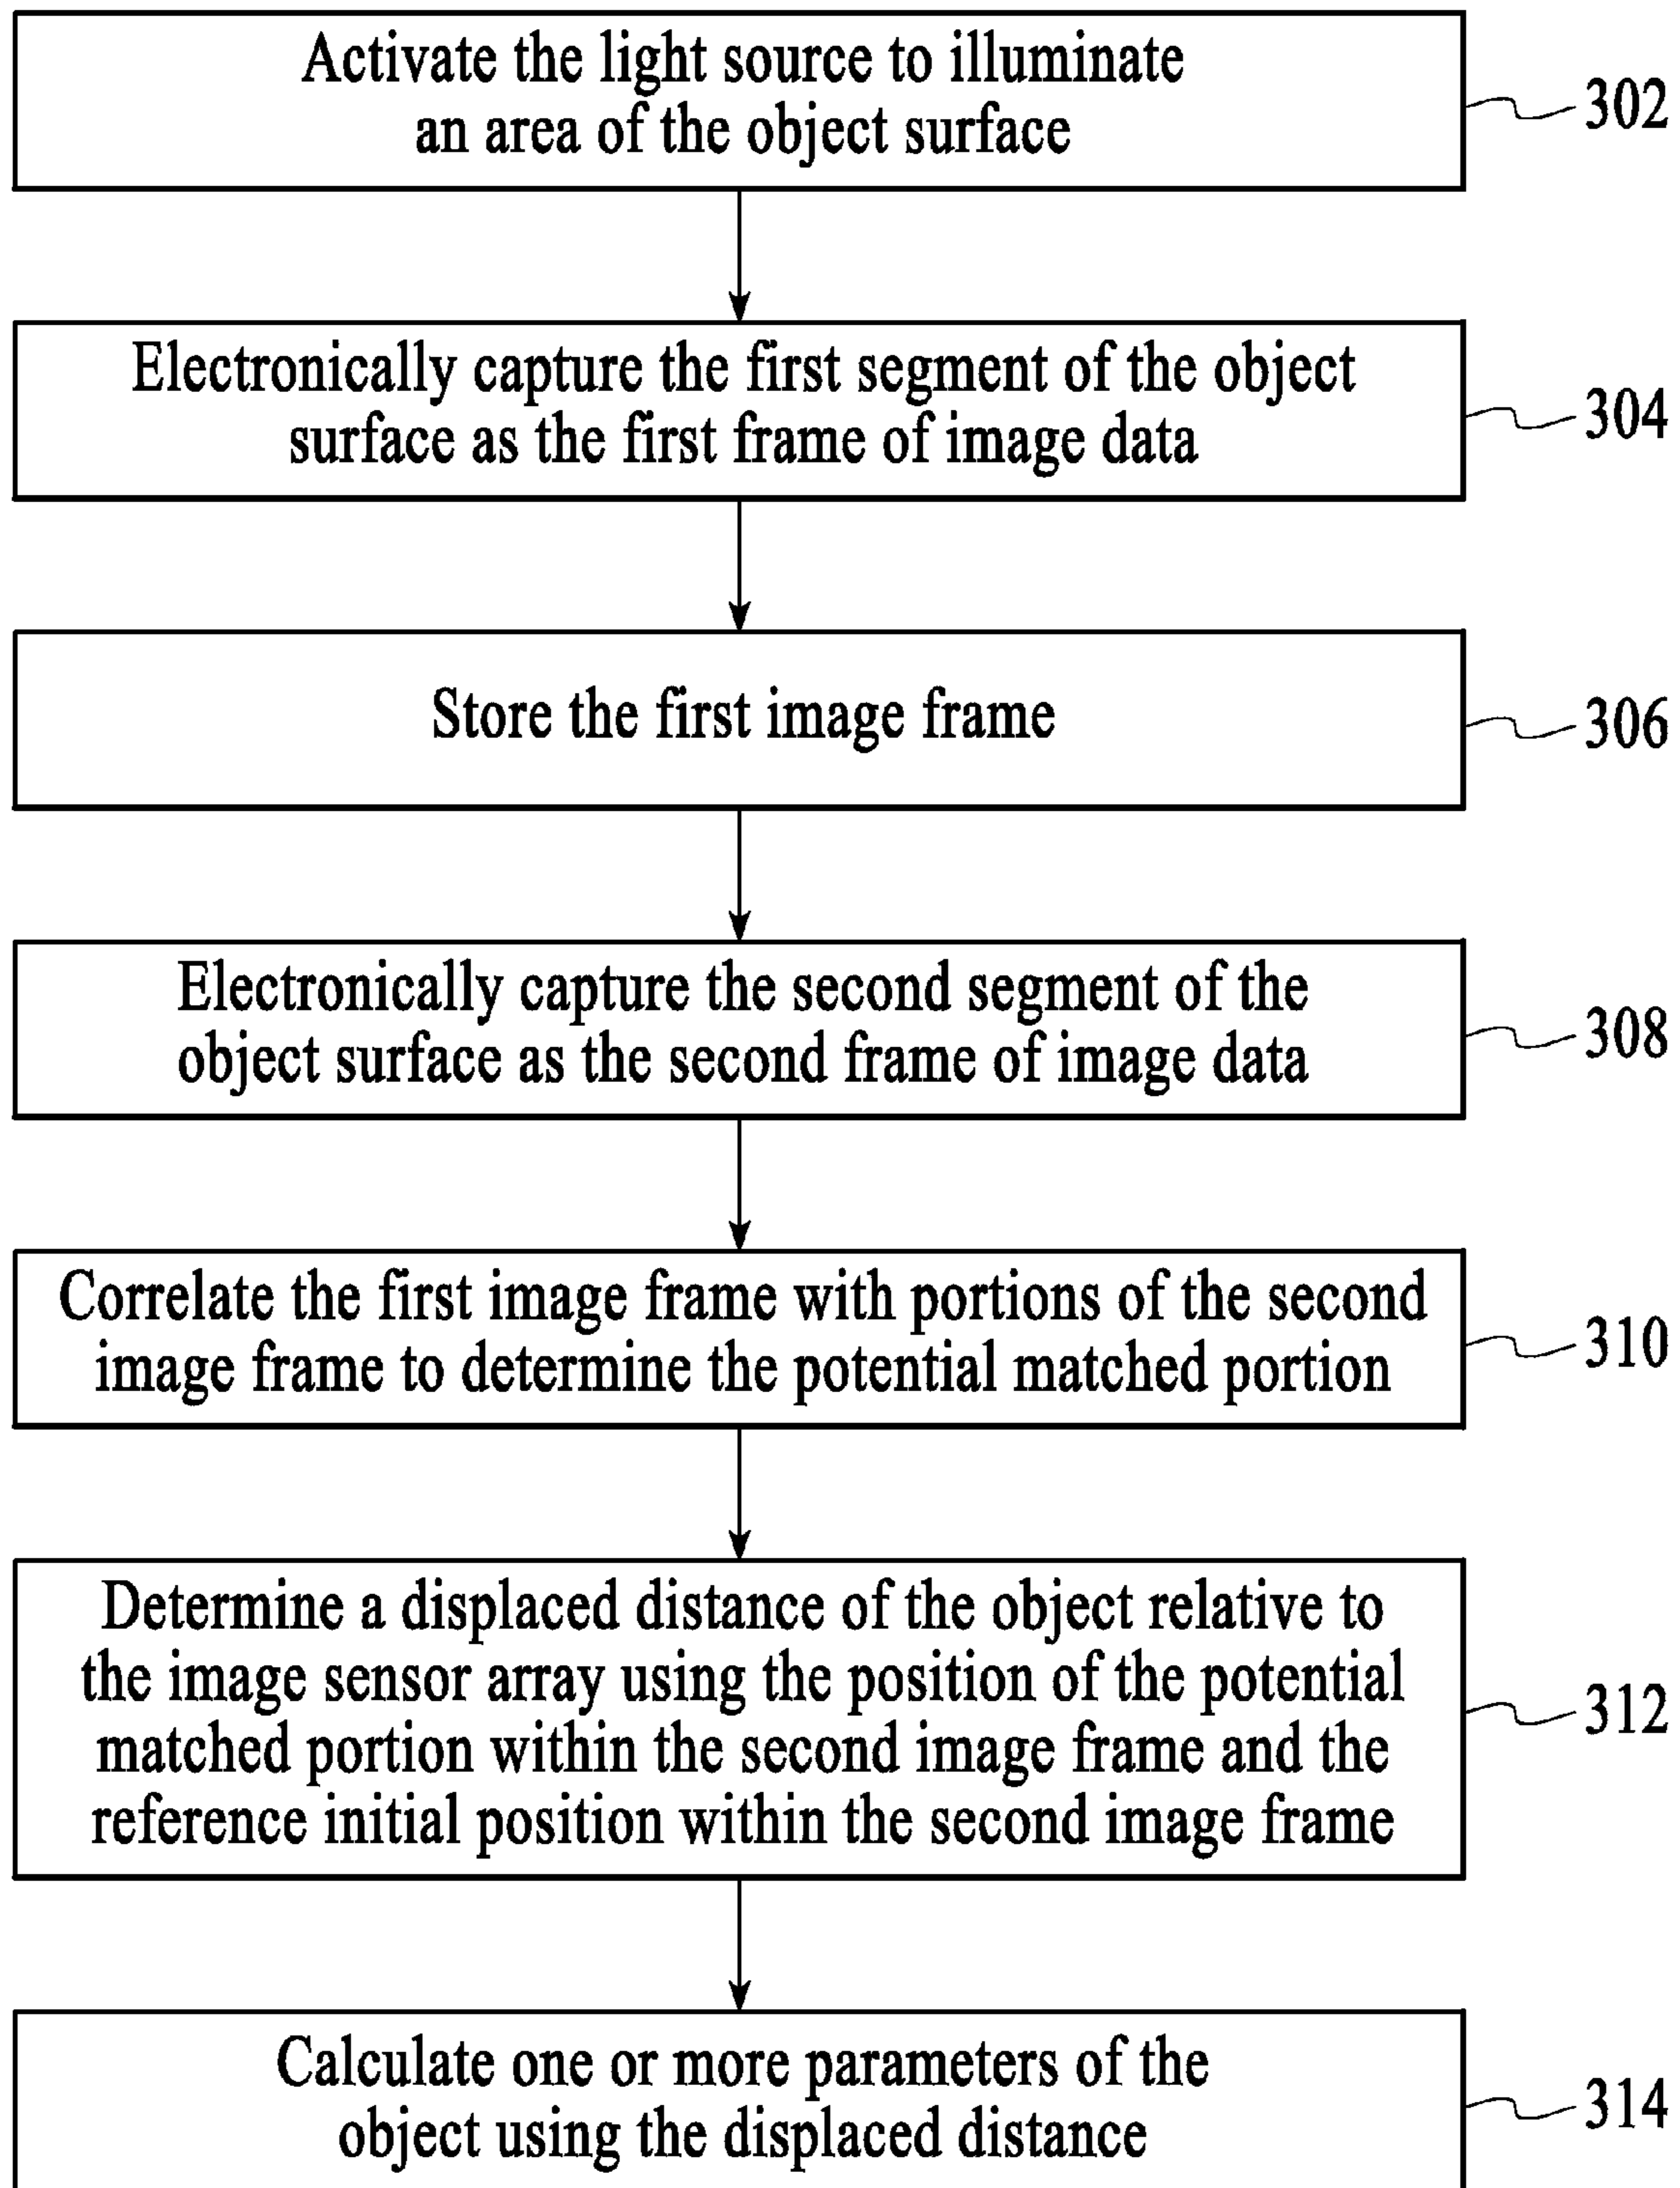 Activate the light source to illuminate
an area of the object surface
302
Electronically capture the first segment of the object
surface as the first frame of image data
304
Store the first image frame
306
Electronically capture the second segment of the
object surface as the second frame of image data
308
Correlate the first image frame with portions of the second
image frame to determine the potential matched portion
310
Determine a displaced distance of the object relative to
the image sensor array using the position of the potential
matched portion within the second image frame and the
reference initial position within the second image frame
312
Calculate one or more parameters of the
object using the displaced distance
314